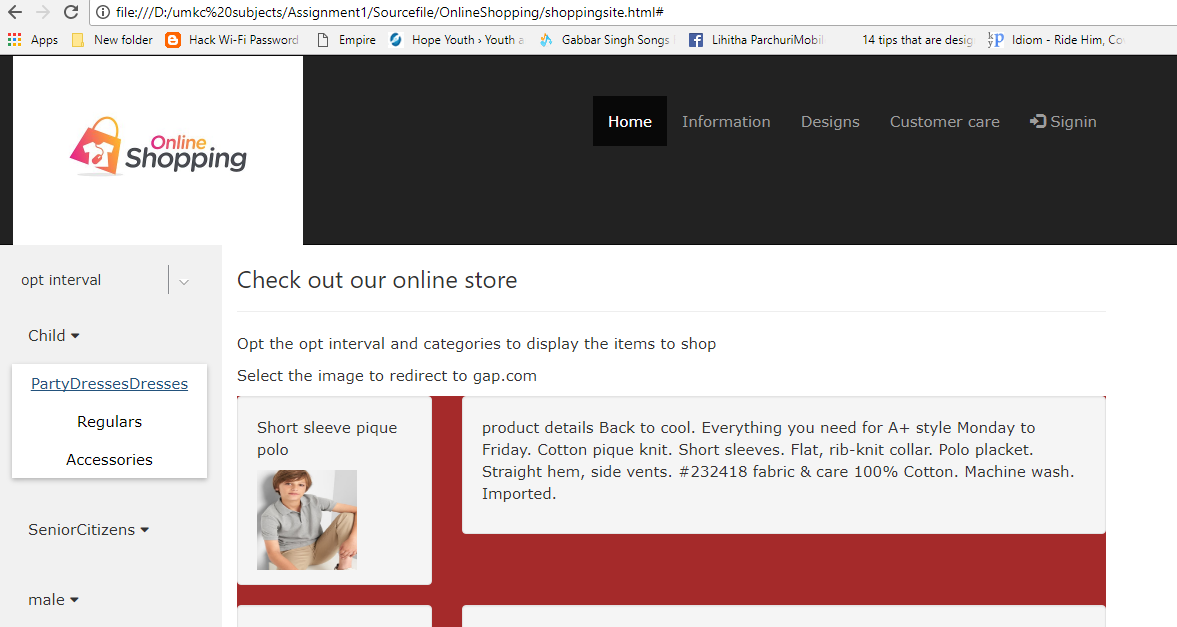 file:///D:/umkc%20subjects/Assignment1/Sourcefile/OnlineShopping/shoppingsite.html#
Apps New folder Hack Wi-Fi Password Empire Hope Youth › Youth a Gabbar Singh Songs Lihitha ParchuriMobil 14 tips that are desig Idiom - Ride Him, Co
Online
Shopping
Home Information Designs Customer care Signin
opt interval
Child
PartyDressesDresses
Regulars
Accessories
SeniorCitizens
male
Check out our online store
Opt the opt interval and categories to display the items to shop
Select the image to redirect to gap.com
Short sleeve pique
polo
product details Back to cool. Everything you need for A+ style Monday to
Friday. Cotton pique knit. Short sleeves. Flat, rib-knit collar. Polo placket.
Straight hem, side vents. #232418 fabric & care 100% Cotton. Machine wash.
Imported.